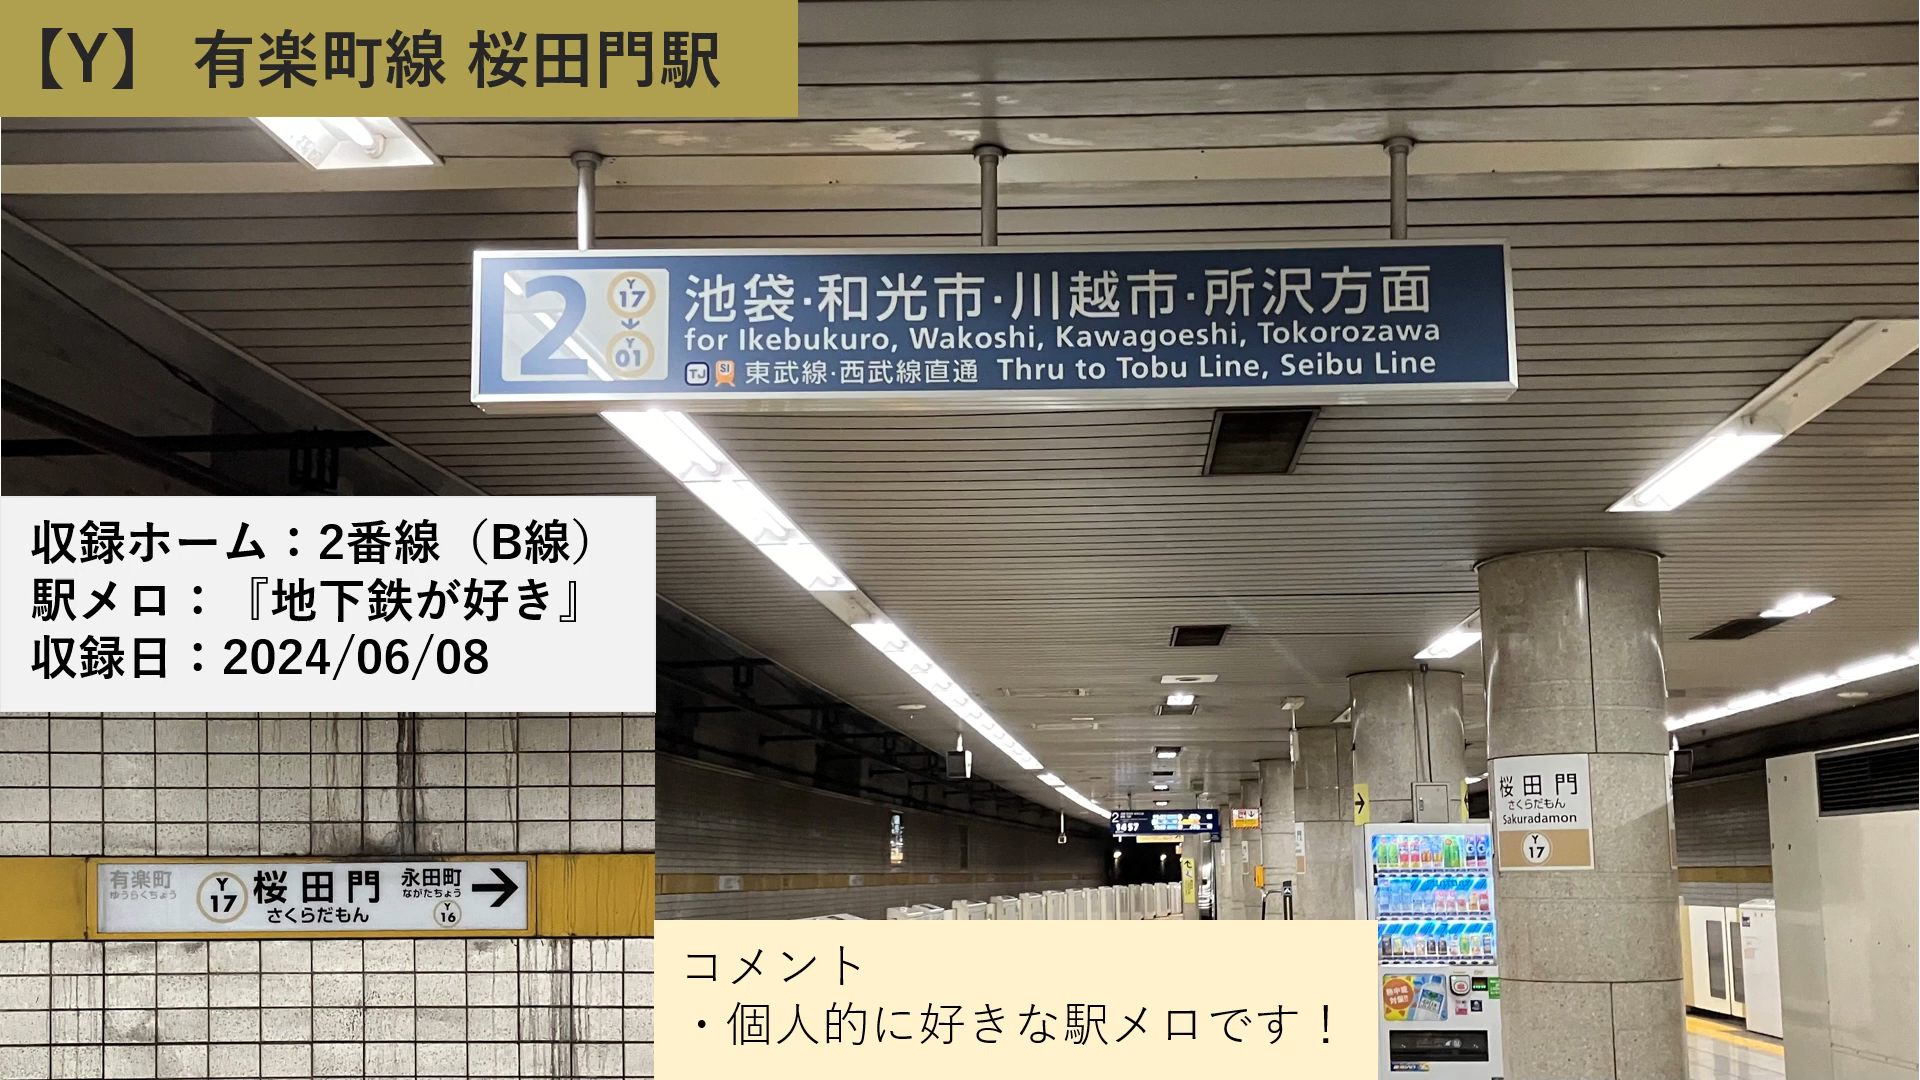 【Y】 有楽町線 桜田門駅
2
Y
17
Y
01
池袋·和光市·川越市·所沢方面
for Ikebukuro, Wakoshi, Kawagoeshi, Tokorozawa
TJ SI 東武線·西武線直通 Thru to Tobu Line, Seibu Line
収録ホーム：2番線（B線）
駅メロ：『地下鉄が好き』
収録日：2024/06/08
有楽町
ゆうらくちょう
Y
17
桜田門
さくらだもん
永田町
ながたちょう
Y
16
桜田門
さくらだもん
Sakuradamon
Y
17
コメント
・個人的に好きな駅メロです！